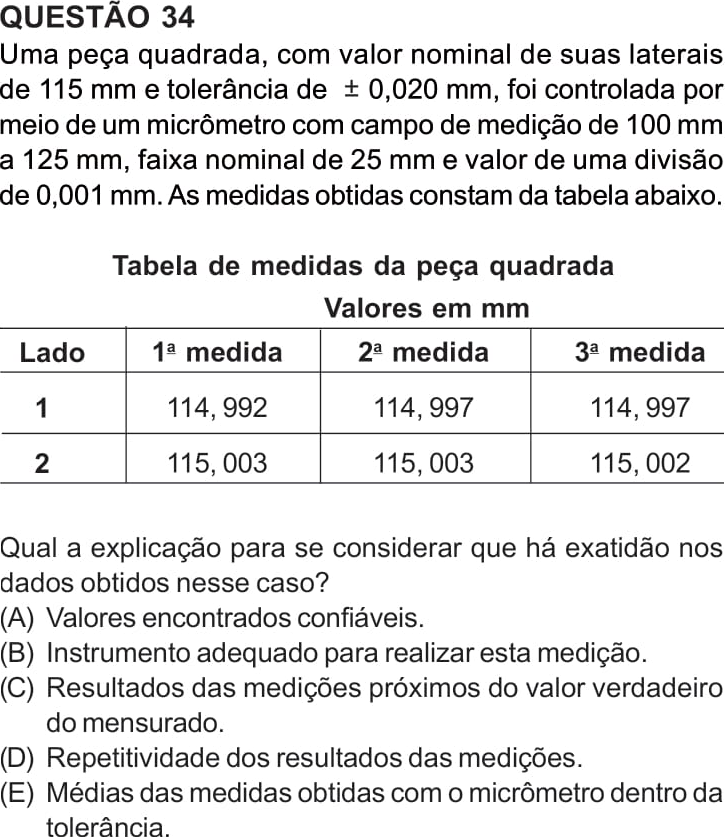 QUESTÃO 34
Uma peça quadrada, com valor nominal de suas laterais
de 115 mm e tolerância de ± 0,020 mm, foi controlada por
meio de um micrômetro com campo de medição de 100 mm
a 125 mm, faixa nominal de 25 mm e valor de uma divisão
de 0,001 mm. As medidas obtidas constam da tabela abaixo.
Tabela de medidas da peça quadrada
Valores em mm
Lado 1ª medida 2ª medida 3ª medida
1 114, 992 114, 997 114, 997
2 115, 003 115, 003 115, 002
Qual a explicação para se considerar que há exatidão nos
dados obtidos nesse caso?
(A) Valores encontrados confiáveis.
(B) Instrumento adequado para realizar esta medição.
(C) Resultados das medições próximos do valor verdadeiro
do mensurado.
(D) Repetitividade dos resultados das medições.
(E) Médias das medidas obtidas com o micrômetro dentro da
tolerância.